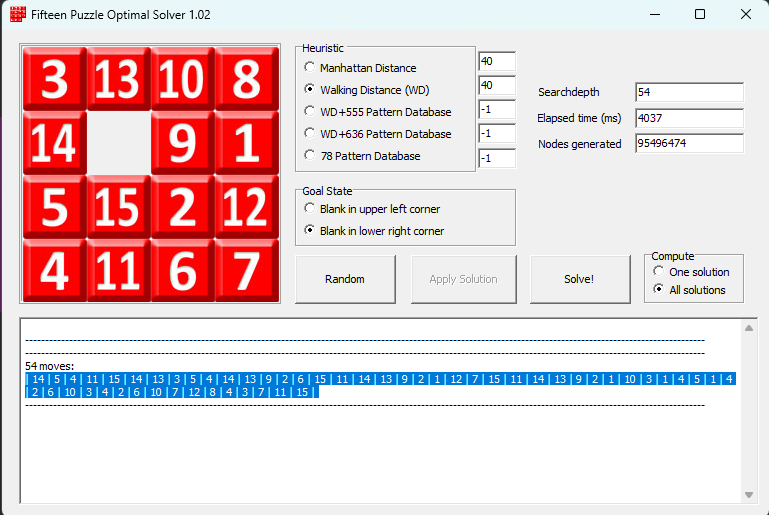 Fifteen Puzzle Optimal Solver 1.02
3 13 10 8
14 9 1
5 15 2 12
4 11 6 7
Heuristic
Manhattan Distance 40
Walking Distance (WD) 40
WD+555 Pattern Database -1
WD+636 Pattern Database -1
78 Pattern Database -1
Searchdepth 54
Elapsed time (ms) 4037
Nodes generated 95496474
Goal State
Blank in upper left corner
Blank in lower right corner
Random
Apply Solution
Solve!
Compute
One solution
All solutions
54 moves:
| 14 | 5 | 4 | 11 | 15 | 14 | 13 | 3 | 5 | 4 | 14 | 13 | 9 | 2 | 6 | 15 | 11 | 14 | 13 | 9 | 2 | 1 | 12 | 7 | 15 | 11 | 14 | 13 | 9 | 2 | 1 | 10 | 3 | 1 | 4 | 5 | 1 | 4
| 2 | 6 | 10 | 3 | 4 | 2 | 6 | 10 | 7 | 12 | 8 | 4 | 3 | 7 | 11 | 15 |